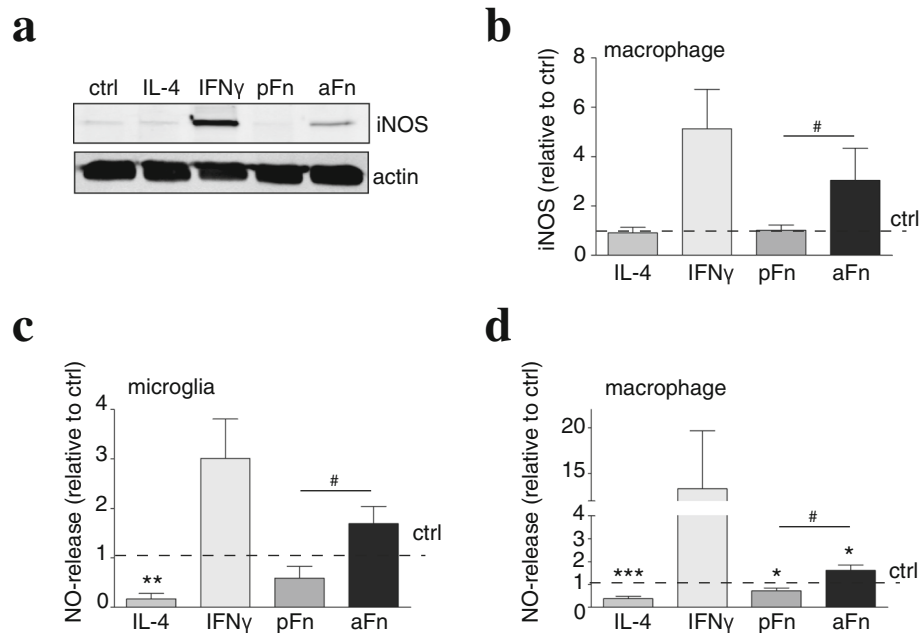 a
ctrl IL-4 IFNγ pFn aFn
iNOS
actin
b
macrophage
iNOS (relative to ctrl)
8
6
4
2
0
#
ctrl
IL-4 IFNγ pFn aFn
c
microglia
NO-release (relative to ctrl)
4
3
2
1
0
**
#
ctrl
IL-4 IFNγ pFn aFn
d
macrophage
NO-release (relative to ctrl)
20
15
10
4
3
2
1
0
***
*
#
*
ctrl
IL-4 IFNγ pFn aFn